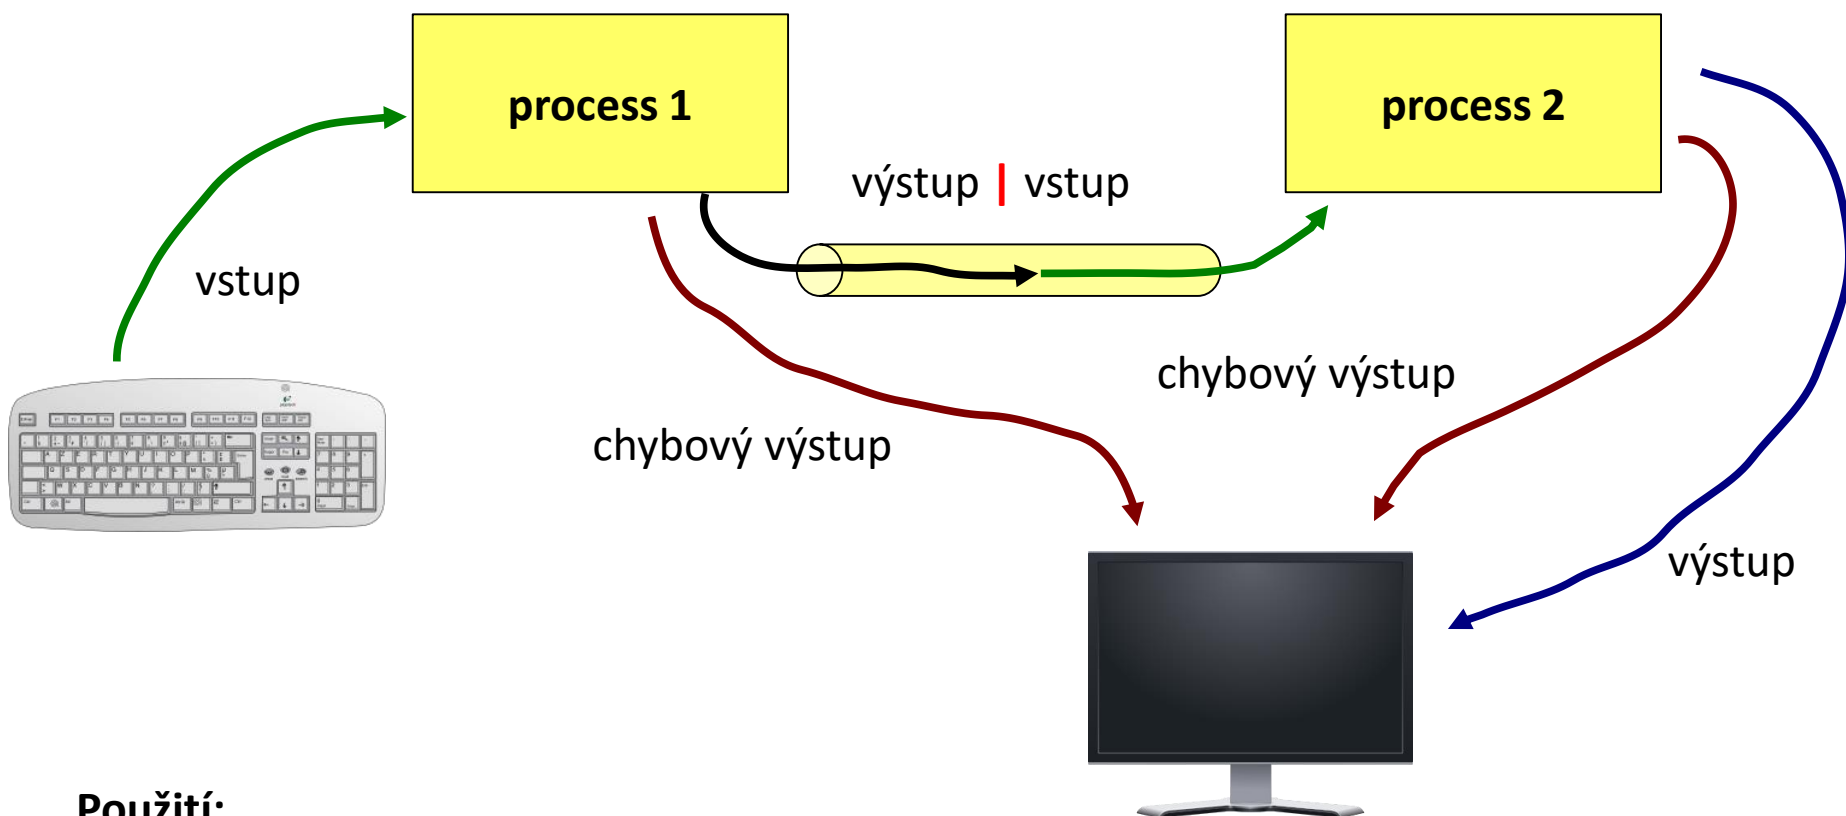 process 1
process 2
výstup | vstup
vstup
chybový výstup
chybový výstup
výstup
Použití: